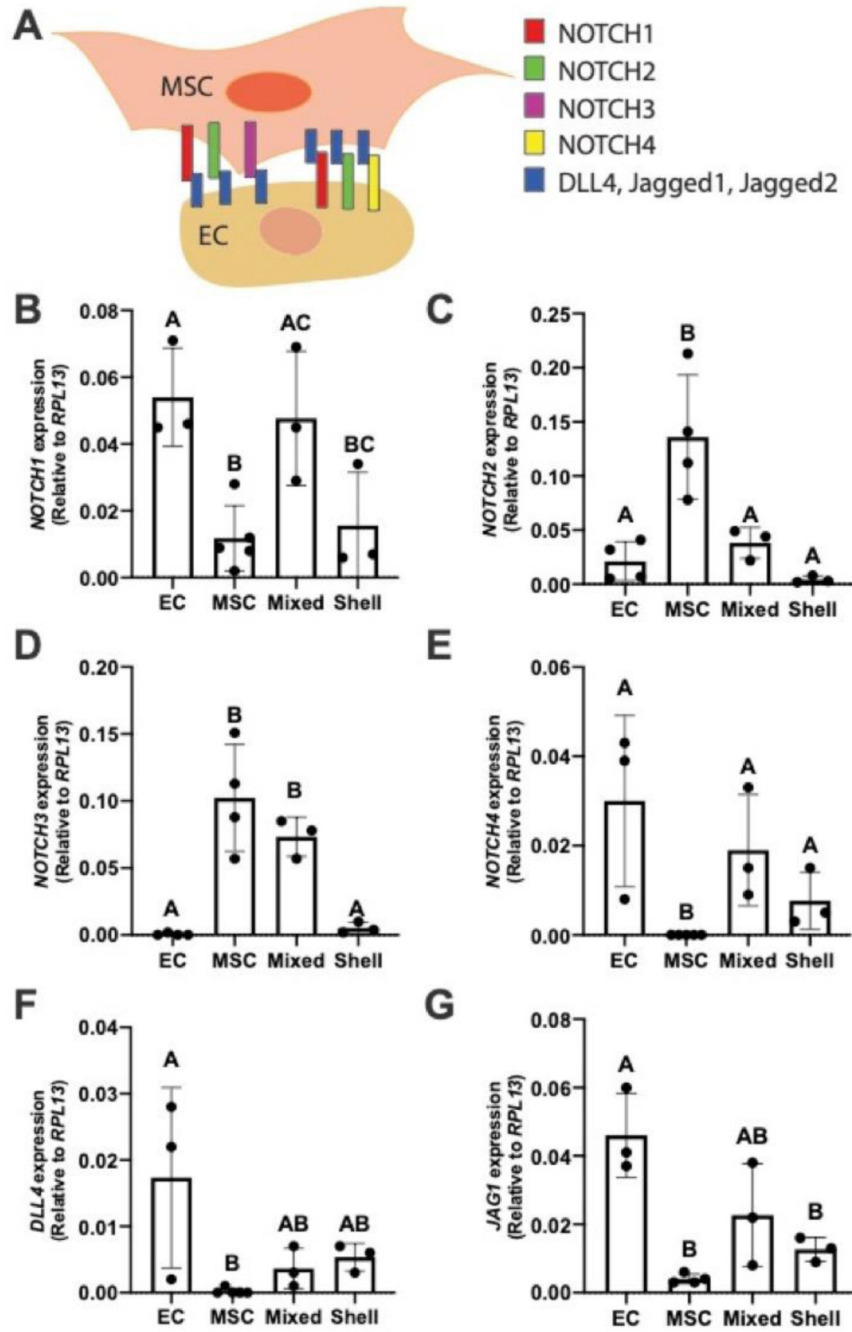 A
MSC
EC
NOTCH1
NOTCH2
NOTCH3
NOTCH4
DLL4, Jagged1, Jagged2
B
NOTCH1 expression
(Relative to RPL13)
0.08
0.06
0.04
0.02
0.00
A
B
AC
BC
EC MSC Mixed Shell
C
NOTCH2 expression
(Relative to RPL13)
0.25
0.20
0.15
0.10
0.05
0.00
A
B
A
A
EC MSC Mixed Shell
D
NOTCH3 expression
(Relative to RPL13)
0.20
0.15
0.10
0.05
0.00
A
B
B
A
EC MSC Mixed Shell
E
NOTCH4 expression
(Relative to RPL13)
0.06
0.04
0.02
0.00
A
B
A
A
EC MSC Mixed Shell
F
DLL4 expression
(Relative to RPL13)
0.04
0.03
0.02
0.01
0.00
A
B
AB
AB
EC MSC Mixed Shell
G
JAG1 expression
(Relative to RPL13)
0.08
0.06
0.04
0.02
0.00
A
B
AB
B
EC MSC Mixed Shell